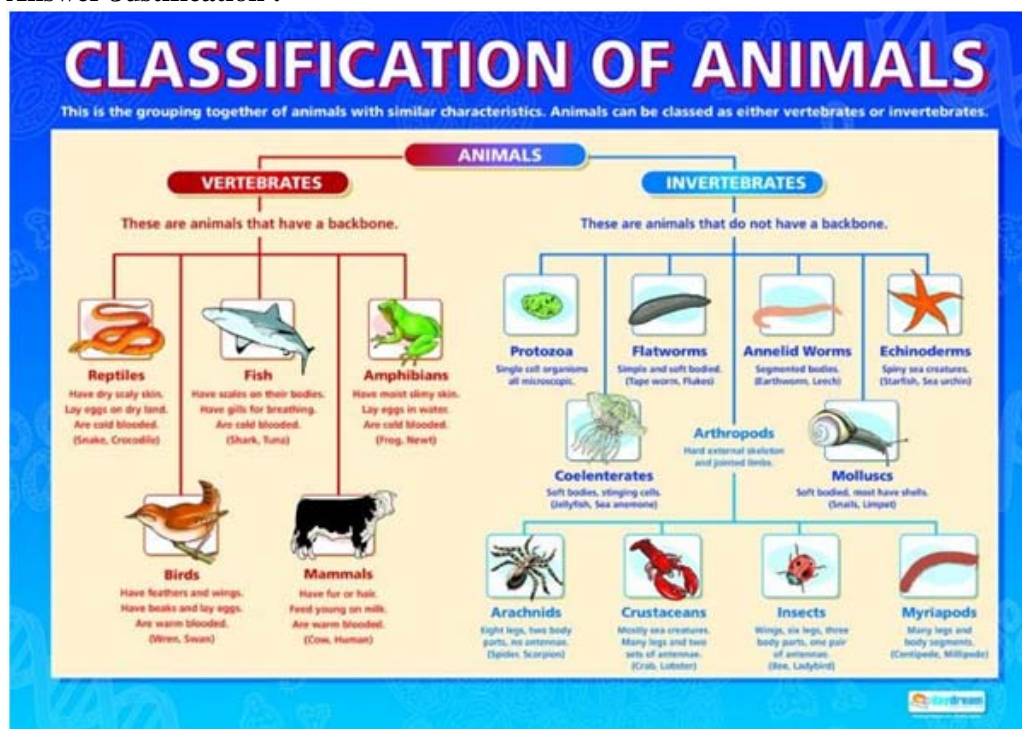 CLASSIFICATION OF ANIMALS
This is the grouping together of animals with similar characteristics. Animals can be classed as either vertebrates or invertebrates.
ANIMALS
VERTEBRATES
These are animals that have a backbone.
Reptiles
Have dry scaly skin.
Lay eggs on dry land.
Are cold blooded.
(Snake, Crocodile)
Fish
Have scales on their bodies.
Have gills for breathing.
Are cold blooded.
(Shark, Tuna)
Amphibians
Have moist slimy skin.
Lay eggs in water.
Are cold blooded.
(Frog, Newt)
Birds
Have feathers and wings.
Have beaks and lay eggs.
Are warm blooded.
(Wren, Swan)
Mammals
Have fur or hair.
Feed young on milk.
Are warm blooded.
(Cow, Human)
INVERTEBRATES
These are animals that do not have a backbone.
Protozoa
Single cell organisms
all microscopic.
Flatworms
Simple and soft bodied.
(Tape worm, Flukes)
Annelid Worms
Segmented bodies.
(Earthworm, Leech)
Echinoderms
Spiny sea creatures.
(Starfish, Sea urchin)
Coelenterates
Soft bodies, stinging cells.
(Jellyfish, Sea anemone)
Arthropods
Hard external skeleton
and jointed limbs.
Molluscs
Soft bodied, most have shells.
(Snails, Limpet)
Arachnids
Eight legs, two body
parts, no antennae.
(Spider, Scorpion)
Crustaceans
Mostly sea creatures.
Many legs and two
sets of antennae.
(Crab, Lobster)
Insects
Wings, six legs, three
body parts, one pair
of antennae.
(Bee, Ladybird)
Myriapods
Many legs and
body segments.
(Centipede, Millipede)
daydream